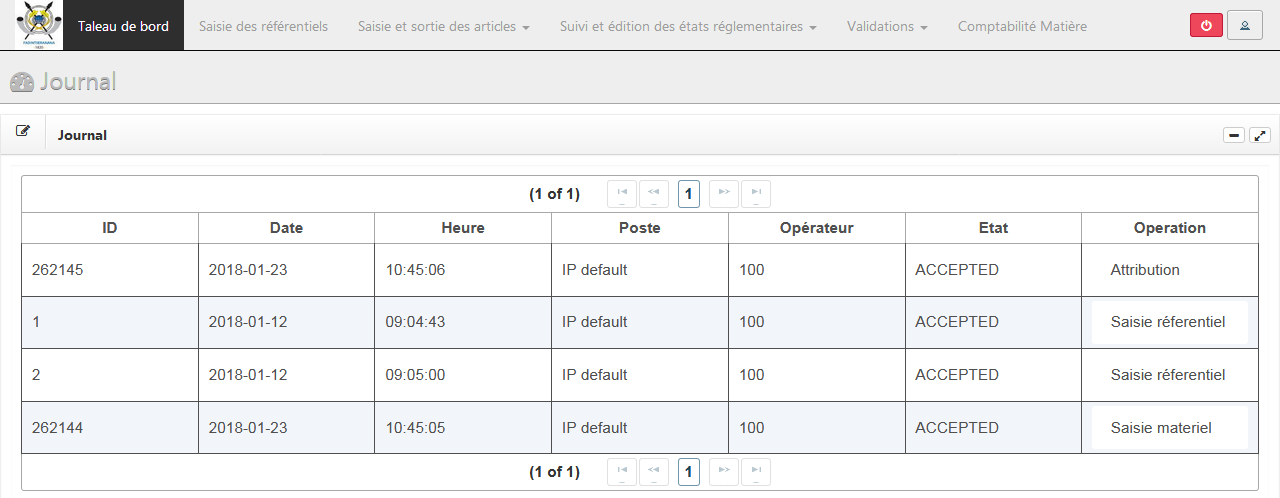 Taleau de bord Saisie des référentiels Saisie et sortie des articles Suivi et édition des états réglementaires Validations Comptabilité Matière
Journal
Journal
(1 of 1) 1
ID Date Heure Poste Opérateur Etat Operation
262145 2018-01-23 10:45:06 IP default 100 ACCEPTED Attribution
1 2018-01-12 09:04:43 IP default 100 ACCEPTED Saisie réferentiel
2 2018-01-12 09:05:00 IP default 100 ACCEPTED Saisie réferentiel
262144 2018-01-23 10:45:05 IP default 100 ACCEPTED Saisie materiel
(1 of 1) 1